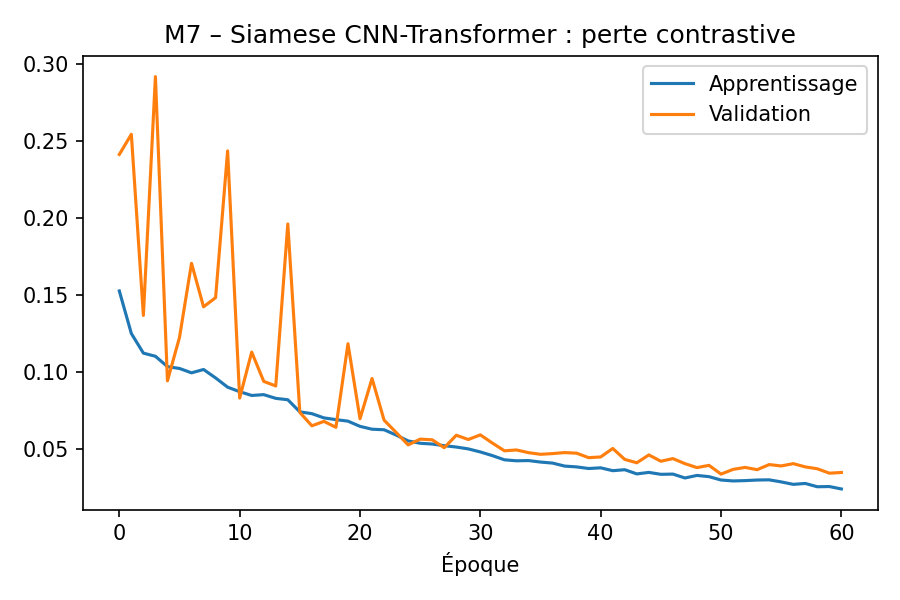 M7 – Siamese CNN-Transformer : perte contrastive
0.30
0.25
0.20
0.15
0.10
0.05
Apprentissage
Validation
0 10 20 30 40 50 60
Époque